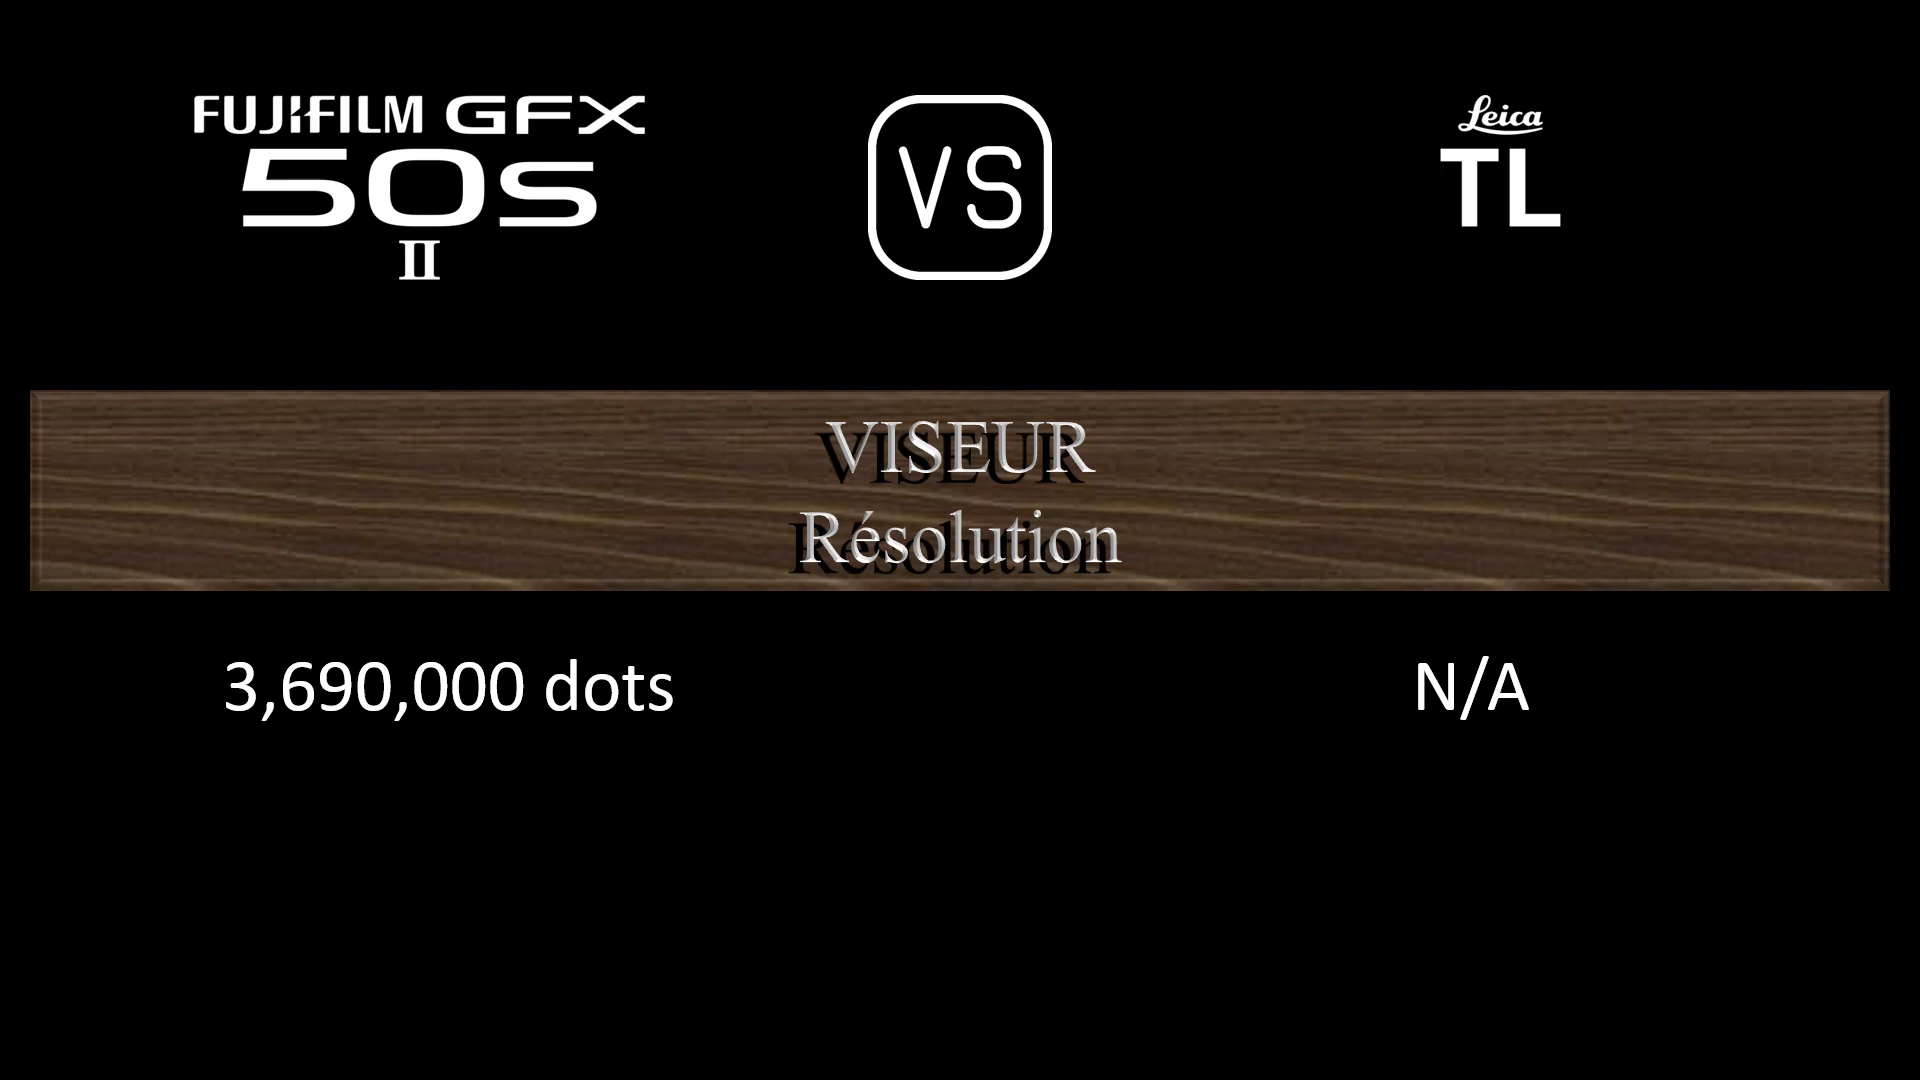 FUJIFILM GFX
50S
II
VS
Leica
TL
VISEUR
Résolution
3,690,000 dots
N/A